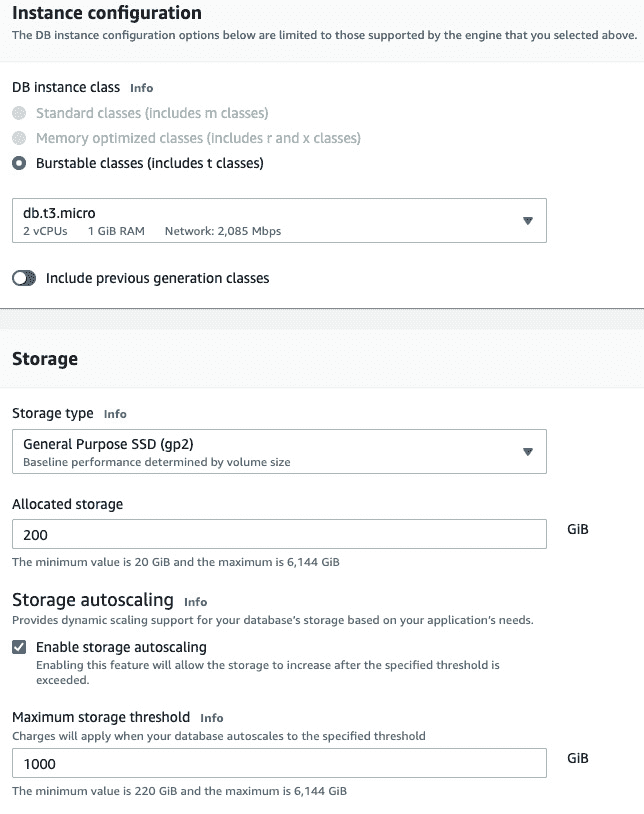 Instance configuration
The DB instance configuration options below are limited to those supported by the engine that you selected above.
DB instance class Info
Standard classes (includes m classes)
Memory optimized classes (includes r and x classes)
Burstable classes (includes t classes)
db.t3.micro
2 vCPUs 1 GiB RAM Network: 2,085 Mbps
Include previous generation classes
Storage
Storage type Info
General Purpose SSD (gp2)
Baseline performance determined by volume size
Allocated storage
200 GiB
The minimum value is 20 GiB and the maximum is 6,144 GiB
Storage autoscaling Info
Provides dynamic scaling support for your database's storage based on your application's needs.
Enable storage autoscaling
Enabling this feature will allow the storage to increase after the specified threshold is
exceeded.
Maximum storage threshold Info
Charges will apply when your database autoscales to the specified threshold
1000 GiB
The minimum value is 220 GiB and the maximum is 6,144 GiB